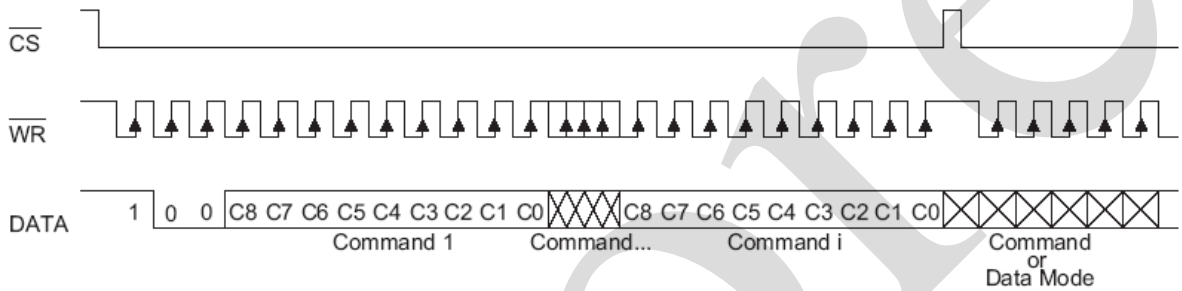 CS
WR
DATA 1 0 0 C8 C7 C6 C5 C4 C3 C2 C1 C0 C8 C7 C6 C5 C4 C3 C2 C1 C0
Command 1 Command... Command i Command
or
Data Mode